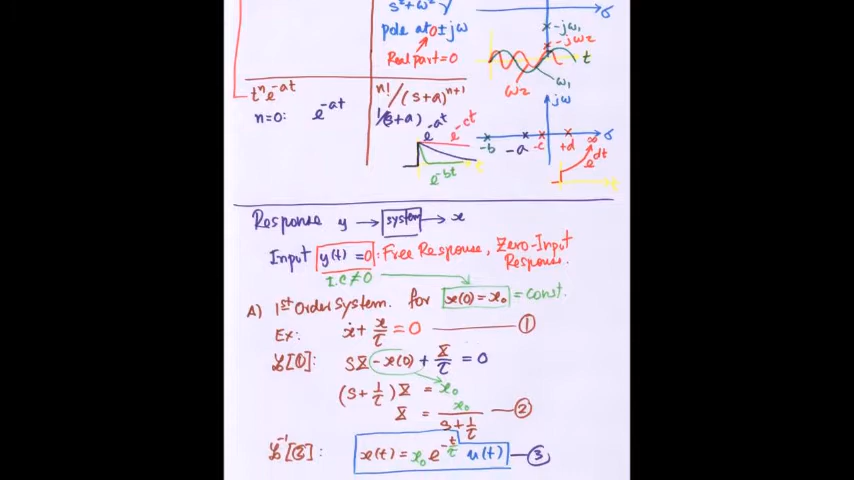 s²+ω² γ
σ
pole at 0 ± jω
-jω₁
-jω₂
Real part = 0
t
ω₂
ω₁
tⁿe^-at
n!/(s+a)^n+1
jω
n=0: e^-at
1/(s+a)
e^-at
e^-ct
σ
-b -a -c +d
∞
e^dt
e^-bt
t
t
Response y → system → x
Input y(t) = 0 : Free Response, Zero-Input
Response.
I.C ≠ 0
A) 1st Order System. for x(0) = x₀ = const.
Ex: ẋ + x/τ = 0 ① 
ℒ[①]: SX - x(0) + X/τ = 0
(s + 1/τ) X = x₀
X = x₀/(s + 1/τ) — ②
ℒ⁻¹[②]: x(t) = x₀ e^-t/τ u(t) — ③